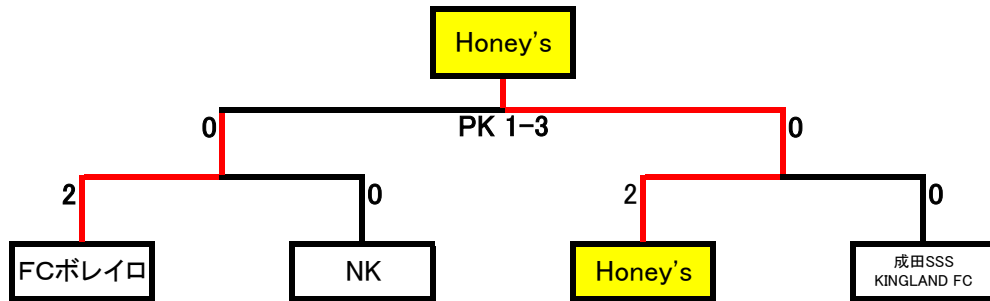 Honey's
0
PK 1-3
0
2
0
2
0
FCボレイロ
NK
Honey's
成田SSS
KINGLAND FC